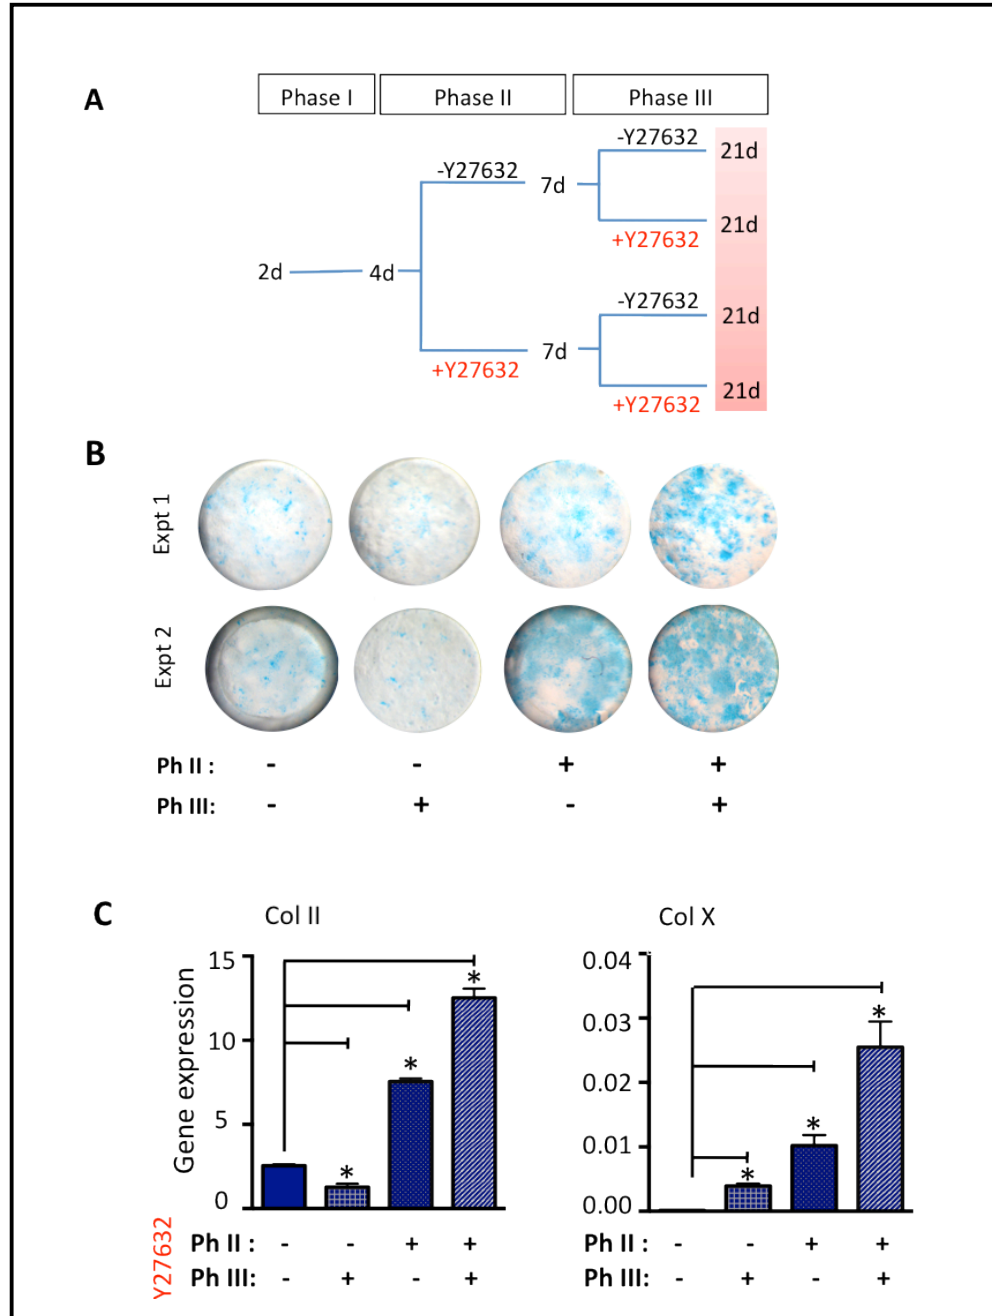 A
Phase I Phase II Phase III
-Y27632 21d
-Y27632
7d
+Y27632 21d
2d 4d
-Y27632 21d
7d
+Y27632
+Y27632 21d
B
Expt 1
Expt 2
Ph II : - - + +
Ph III: - + - +
C
Col II
Gene expression
15
10
5
0
* * *
Y27632
Ph II : - - + +
Ph III: - + - +
Col X
0.04
0.03
0.02
0.01
0.00
* * *
Ph II : - - + +
Ph III: - + - +